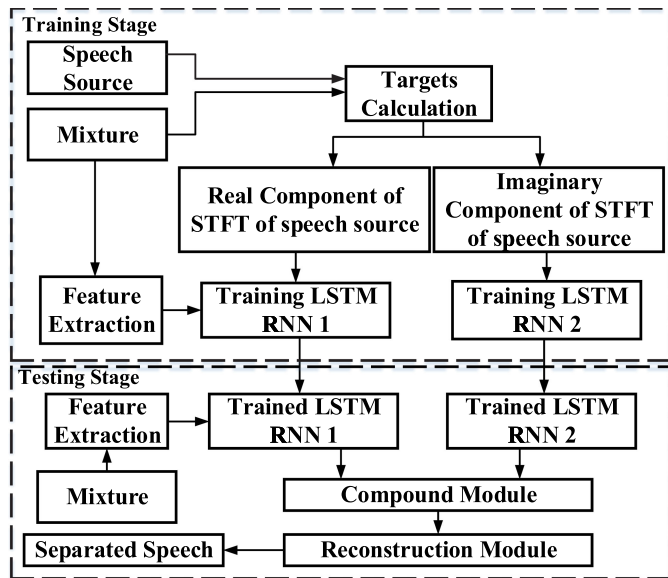 Training Stage
Speech
Source
Targets
Calculation
Mixture
Real Component of
STFT of speech source
Imaginary
Component of STFT
of speech source
Feature
Extraction
Training LSTM
RNN 1
Training LSTM
RNN 2
Testing Stage
Feature
Extraction
Trained LSTM
RNN 1
Trained LSTM
RNN 2
Mixture
Compound Module
Separated Speech
Reconstruction Module